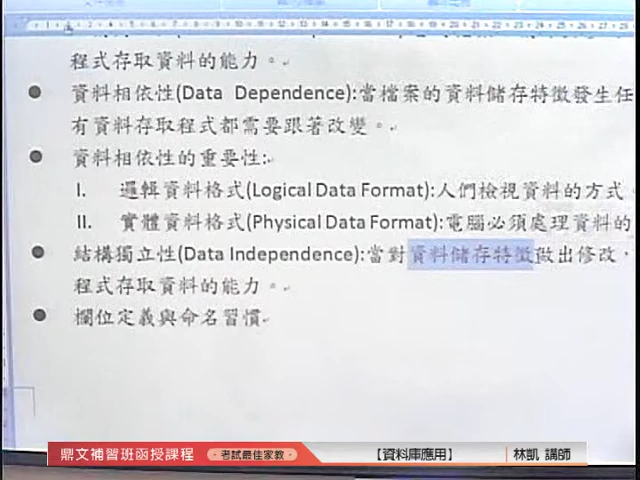 程式存取資料的能力。
● 資料相依性(Data Dependence):當檔案的資料儲存特徵發生任
有資料存取程式都需要跟著改變。
● 資料相依性的重要性:
I. 邏輯資料格式(Logical Data Format):人們檢視資料的方式，
II. 實體資料格式(Physical Data Format):電腦必須處理資料的
● 結構獨立性(Data Independence):當對資料儲存特徵做出修改，
程式存取資料的能力。
● 欄位定義與命名習慣
鼎文補習班函授課程 •考試最佳家教• 【資料庫應用】 林凱 講師